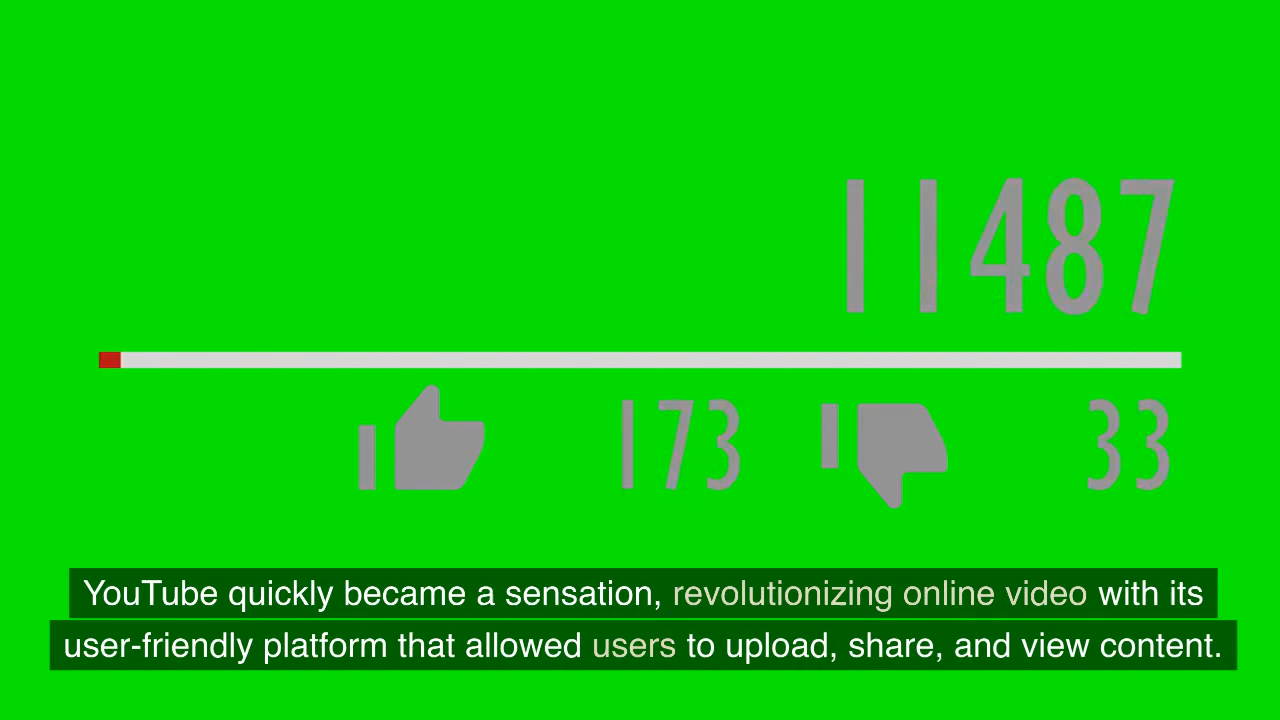 11487
173 33
YouTube quickly became a sensation, revolutionizing online video with its
user-friendly platform that allowed users to upload, share, and view content.